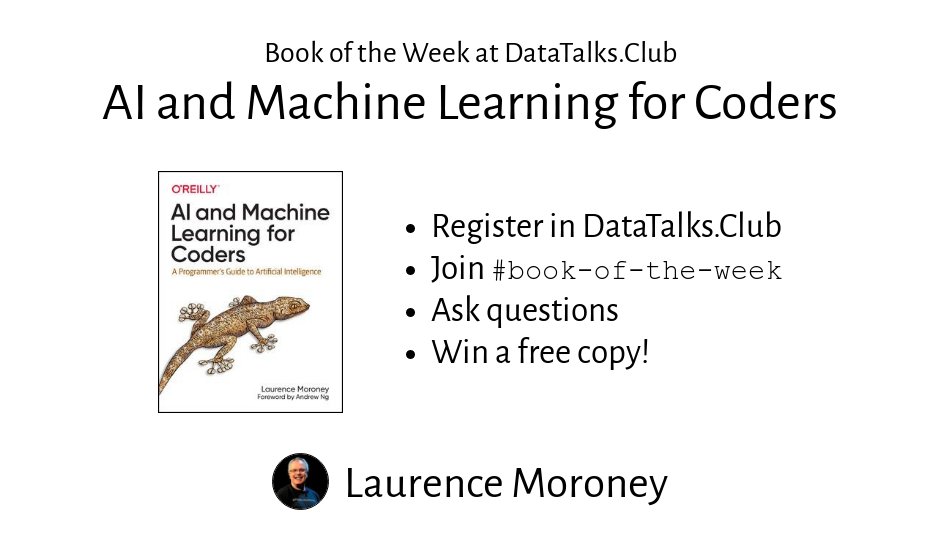 Book of the Week at DataTalks.Club
AI and Machine Learning for Coders
O'REILLY
AI and Machine
Learning for
Coders
A Programmer's Guide to Artificial Intelligence
Laurence Moroney
Foreword by Andrew Ng
• Register in DataTalks.Club
• Join #book-of-the-week
• Ask questions
• Win a free copy!
Laurence Moroney